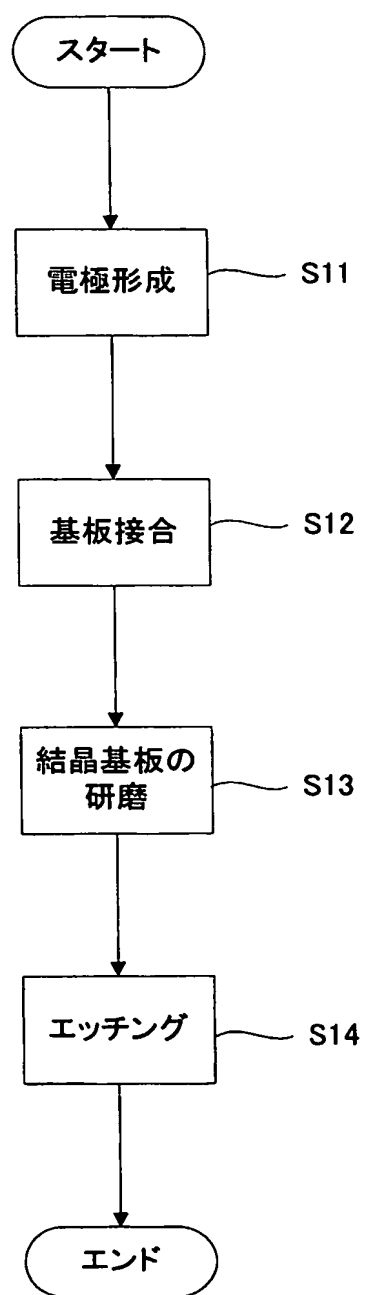 スタート
電極形成
S11
基板接合
S12
結晶基板の
研磨
S13
エッチング
S14
エンド